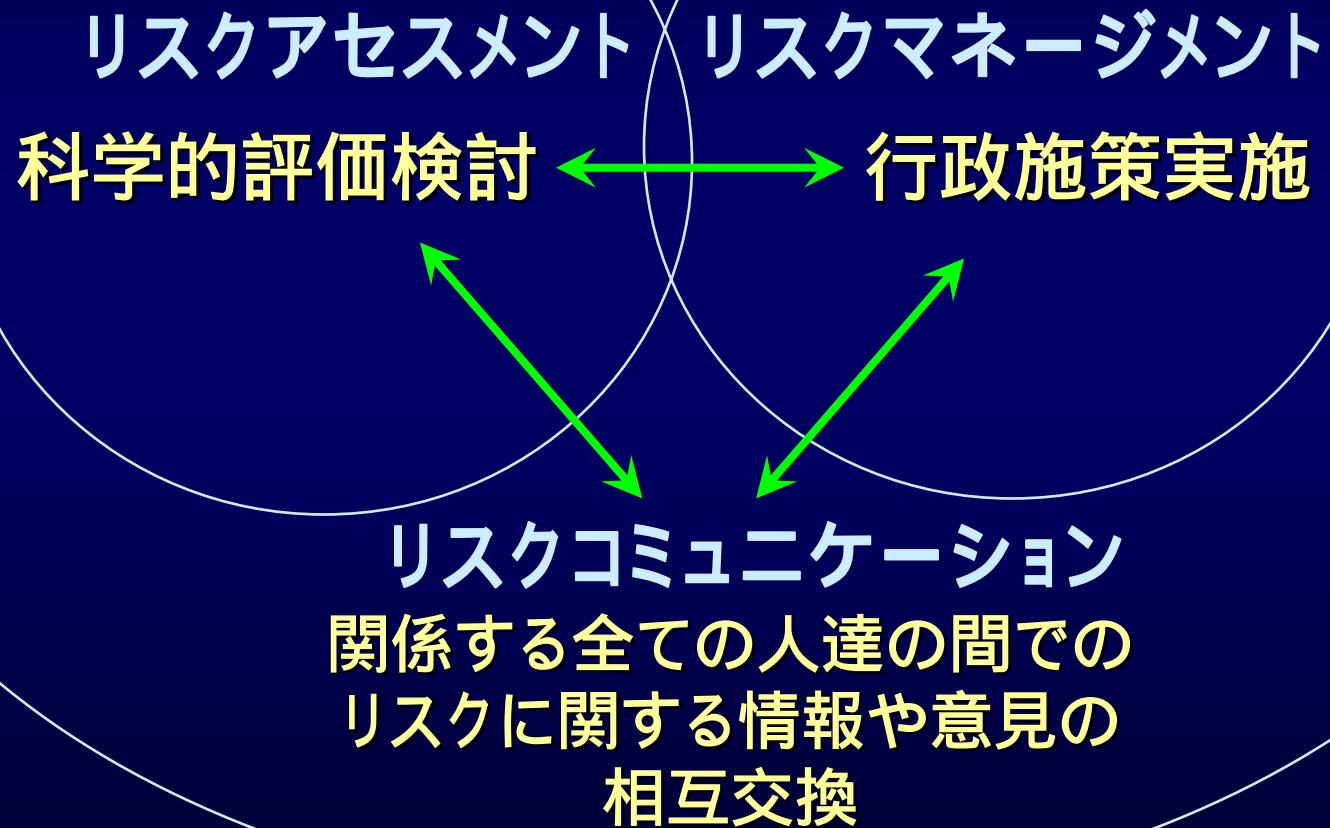 リスクアセスメント
リスクマネージメント
科学的評価検討
行政施策実施
リスクコミュニケーション
関係する全ての人達の間での
リスクに関する情報や意見の
相互交換